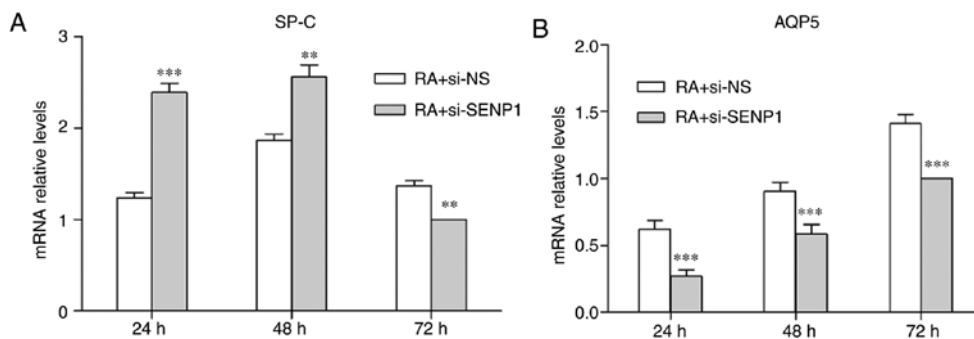 A
SP-C
mRNA relative levels
3
2
1
0
***
**
**
RA+si-NS
RA+si-SENP1
24 h
48 h
72 h
B
AQP5
mRNA relative levels
2.0
1.5
1.0
0.5
0.0
RA+si-NS
RA+si-SENP1
***
***
***
24 h
48 h
72 h